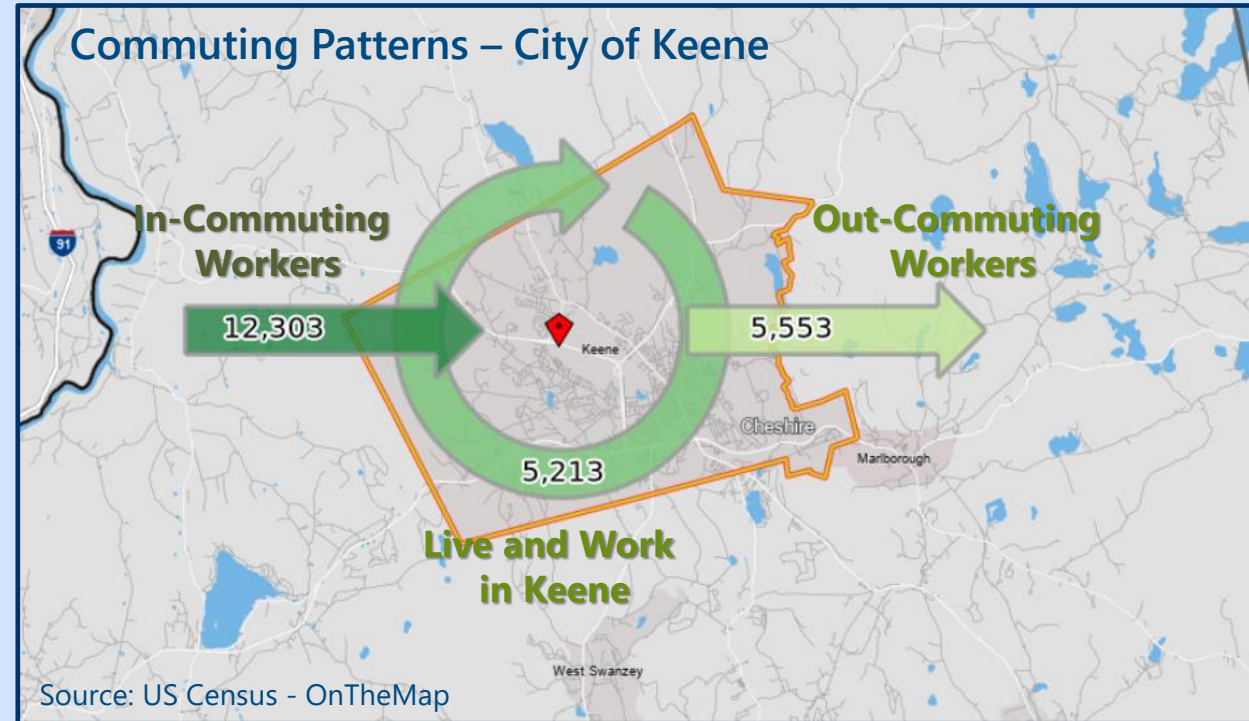 Commuting Patterns – City of Keene
In-Commuting
Workers
Out-Commuting
Workers
91
12,303
5,553
Keene
Cheshire
Marlborough
5,213
Live and Work
in Keene
West Swanzey
Source: US Census - OnTheMap